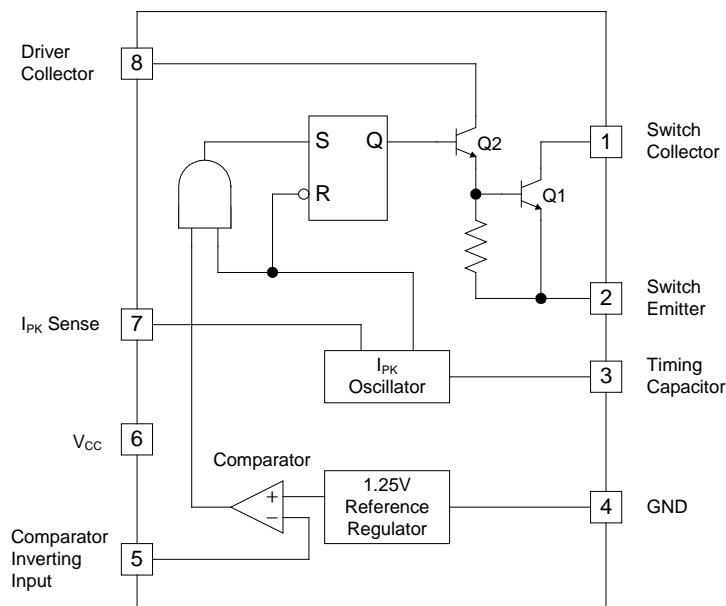 Driver
Collector
8
S
Q
R
Q2
Q1
1
Switch
Collector
2
Switch
Emitter
I_PK Sense
7
I_PK
Oscillator
3
Timing
Capacitor
V_CC
6
Comparator
+
−
1.25V
Reference
Regulator
4
GND
Comparator
Inverting
Input
5